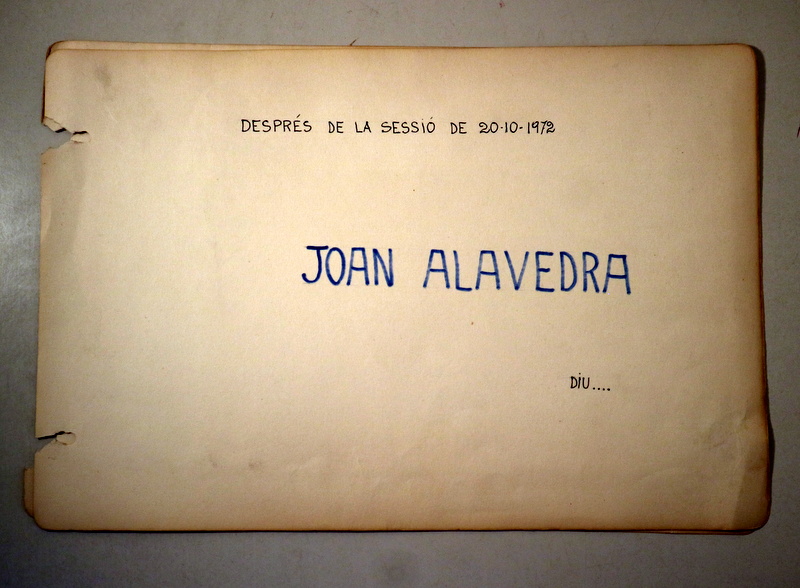 DESPRÉS DE LA SESSIÓ DE 20-10-1972
JOAN ALAVEDRA
DIU....